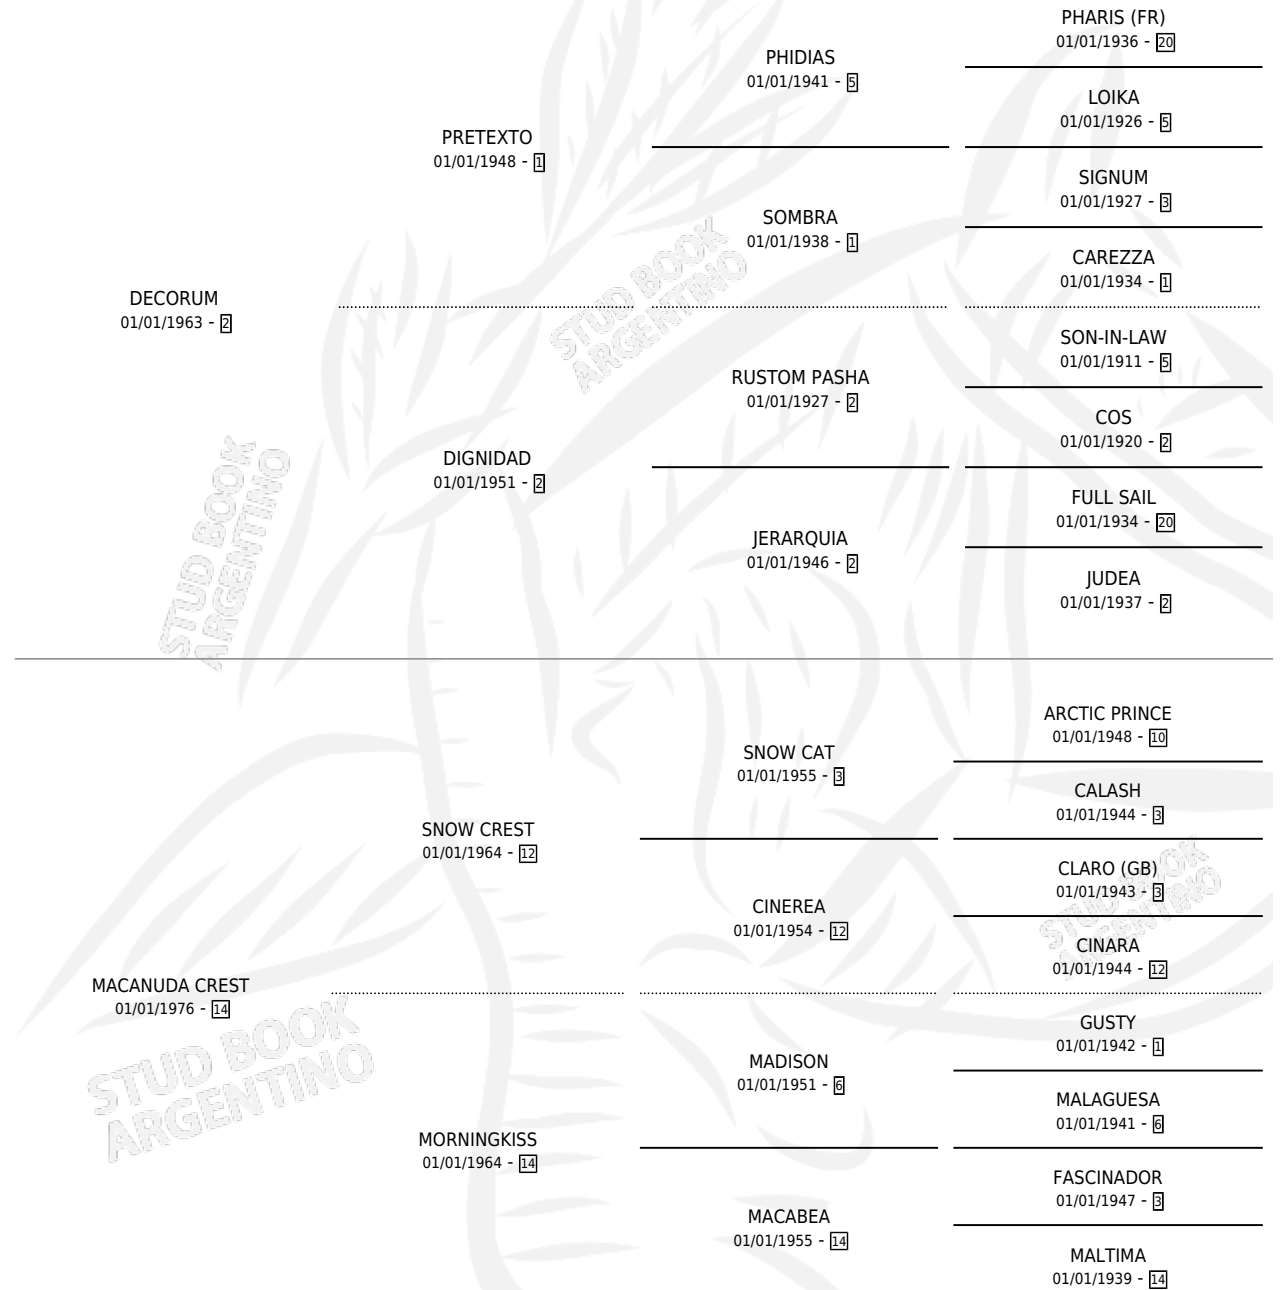 PHARIS (FR)
01/01/1936 - 20
PHIDIAS
01/01/1941 - 5
LOIKA
01/01/1926 - 5
PRETEXTO
01/01/1948 - 1
SIGNUM
01/01/1927 - 3
SOMBRA
01/01/1938 - 1
CAREZZA
01/01/1934 - 1
DECORUM
01/01/1963 - 2
SON-IN-LAW
01/01/1911 - 5
RUSTOM PASHA
01/01/1927 - 2
COS
01/01/1920 - 2
DIGNIDAD
01/01/1951 - 2
FULL SAIL
01/01/1934 - 20
JERARQUIA
01/01/1946 - 2
JUDEA
01/01/1937 - 2
ARCTIC PRINCE
01/01/1948 - 10
SNOW CAT
01/01/1955 - 3
CALASH
01/01/1944 - 3
SNOW CREST
01/01/1964 - 12
CLARO (GB)
01/01/1943 - 3
CINEREA
01/01/1954 - 12
CINARA
01/01/1944 - 12
MACANUDA CREST
01/01/1976 - 14
GUSTY
01/01/1942 - 1
MADISON
01/01/1951 - 6
MALAGUESA
01/01/1941 - 6
MORNINGKISS
01/01/1964 - 14
FASCINADOR
01/01/1947 - 3
MACABEA
01/01/1955 - 14
MALTIMA
01/01/1939 - 14
STUD BOOK
ARGENTINO
STUD BOOK
ARGENTINO
STUD BOOK
ARGENTINO
STUD BOOK
ARGENTINO